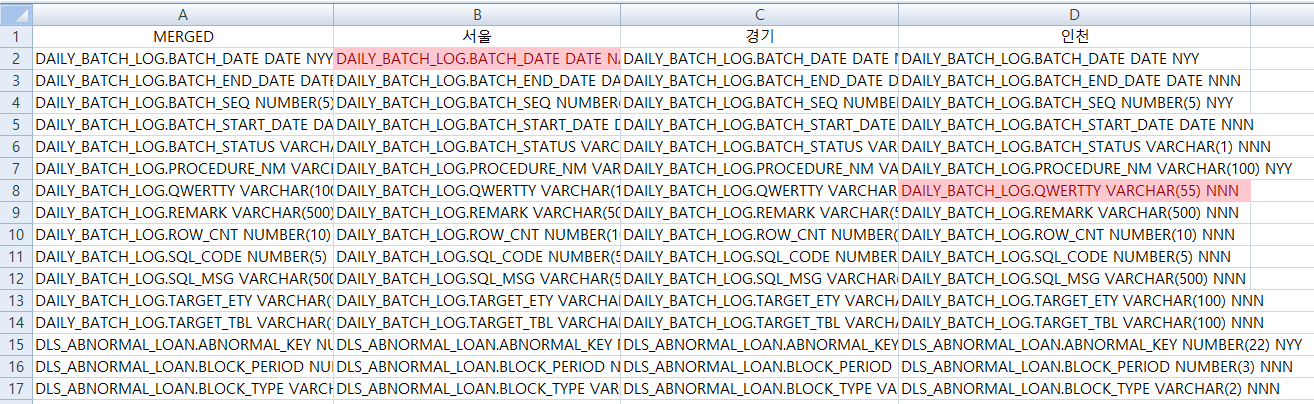 A B C D
1 MERGED 서울 경기 인천
2 DAILY_BATCH_LOG.BATCH_DATE DATE NYY DAILY_BATCH_LOG.BATCH_DATE DATE N DAILY_BATCH_LOG.BATCH_DATE DATE DAILY_BATCH_LOG.BATCH_DATE DATE NYY
3 DAILY_BATCH_LOG.BATCH_END_DATE DATE DAILY_BATCH_LOG.BATCH_END_DATE DA DAILY_BATCH_LOG.BATCH_END_DATE D DAILY_BATCH_LOG.BATCH_END_DATE DATE NNN
4 DAILY_BATCH_LOG.BATCH_SEQ NUMBER(5) DAILY_BATCH_LOG.BATCH_SEQ NUMBER( DAILY_BATCH_LOG.BATCH_SEQ NUMBE DAILY_BATCH_LOG.BATCH_SEQ NUMBER(5) NYY
5 DAILY_BATCH_LOG.BATCH_START_DATE DA DAILY_BATCH_LOG.BATCH_START_DATE D DAILY_BATCH_LOG.BATCH_START_DATE DAILY_BATCH_LOG.BATCH_START_DATE DATE NNN
6 DAILY_BATCH_LOG.BATCH_STATUS VARCHA DAILY_BATCH_LOG.BATCH_STATUS VARC DAILY_BATCH_LOG.BATCH_STATUS VAR DAILY_BATCH_LOG.BATCH_STATUS VARCHAR(1) NNN
7 DAILY_BATCH_LOG.PROCEDURE_NM VARC DAILY_BATCH_LOG.PROCEDURE_NM VAR DAILY_BATCH_LOG.PROCEDURE_NM VA DAILY_BATCH_LOG.PROCEDURE_NM VARCHAR(100) NYY
8 DAILY_BATCH_LOG.QWERTTY VARCHAR(100 DAILY_BATCH_LOG.QWERTTY VARCHAR(1 DAILY_BATCH_LOG.QWERTTY VARCHAR DAILY_BATCH_LOG.QWERTTY VARCHAR(55) NNN
9 DAILY_BATCH_LOG.REMARK VARCHAR(500) DAILY_BATCH_LOG.REMARK VARCHAR(50 DAILY_BATCH_LOG.REMARK VARCHAR(5 DAILY_BATCH_LOG.REMARK VARCHAR(500) NNN
10 DAILY_BATCH_LOG.ROW_CNT NUMBER(10) DAILY_BATCH_LOG.ROW_CNT NUMBER(1 DAILY_BATCH_LOG.ROW_CNT NUMBER( DAILY_BATCH_LOG.ROW_CNT NUMBER(10) NNN
11 DAILY_BATCH_LOG.SQL_CODE NUMBER(5) DAILY_BATCH_LOG.SQL_CODE NUMBER(5 DAILY_BATCH_LOG.SQL_CODE NUMBER DAILY_BATCH_LOG.SQL_CODE NUMBER(5) NNN
12 DAILY_BATCH_LOG.SQL_MSG VARCHAR(500 DAILY_BATCH_LOG.SQL_MSG VARCHAR(5 DAILY_BATCH_LOG.SQL_MSG VARCHAR( DAILY_BATCH_LOG.SQL_MSG VARCHAR(500) NNN
13 DAILY_BATCH_LOG.TARGET_ETY VARCHAR( DAILY_BATCH_LOG.TARGET_ETY VARCHA DAILY_BATCH_LOG.TARGET_ETY VARCH DAILY_BATCH_LOG.TARGET_ETY VARCHAR(100) NNN
14 DAILY_BATCH_LOG.TARGET_TBL VARCHAR( DAILY_BATCH_LOG.TARGET_TBL VARCHA DAILY_BATCH_LOG.TARGET_TBL VARCH DAILY_BATCH_LOG.TARGET_TBL VARCHAR(100) NNN
15 DLS_ABNORMAL_LOAN.ABNORMAL_KEY NU DLS_ABNORMAL_LOAN.ABNORMAL_KEY N DLS_ABNORMAL_LOAN.ABNORMAL_KEY DLS_ABNORMAL_LOAN.ABNORMAL_KEY NUMBER(22) NYY
16 DLS_ABNORMAL_LOAN.BLOCK_PERIOD NU DLS_ABNORMAL_LOAN.BLOCK_PERIOD N DLS_ABNORMAL_LOAN.BLOCK_PERIOD DLS_ABNORMAL_LOAN.BLOCK_PERIOD NUMBER(3) NNN
17 DLS_ABNORMAL_LOAN.BLOCK_TYPE VARC DLS_ABNORMAL_LOAN.BLOCK_TYPE VAR DLS_ABNORMAL_LOAN.BLOCK_TYPE VA DLS_ABNORMAL_LOAN.BLOCK_TYPE VARCHAR(2) NNN